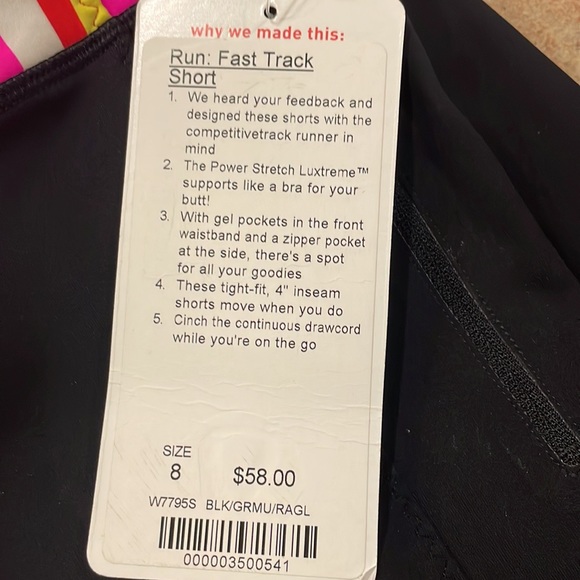 why we made this:
Run: Fast Track
Short
1. We heard your feedback and
designed these shorts with the
competitivetrack runner in
mind
2. The Power Stretch Luxtreme™
supports like a bra for your
butt!
3. With gel pockets in the front
waistband and a zipper pocket
at the side, there's a spot
for all your goodies
4. These tight-fit, 4" inseam
shorts move when you do
5. Cinch the continuous drawcord
while you're on the go
SIZE
8 $58.00
W7795S BLK/GRMU/RAGL
000003500541